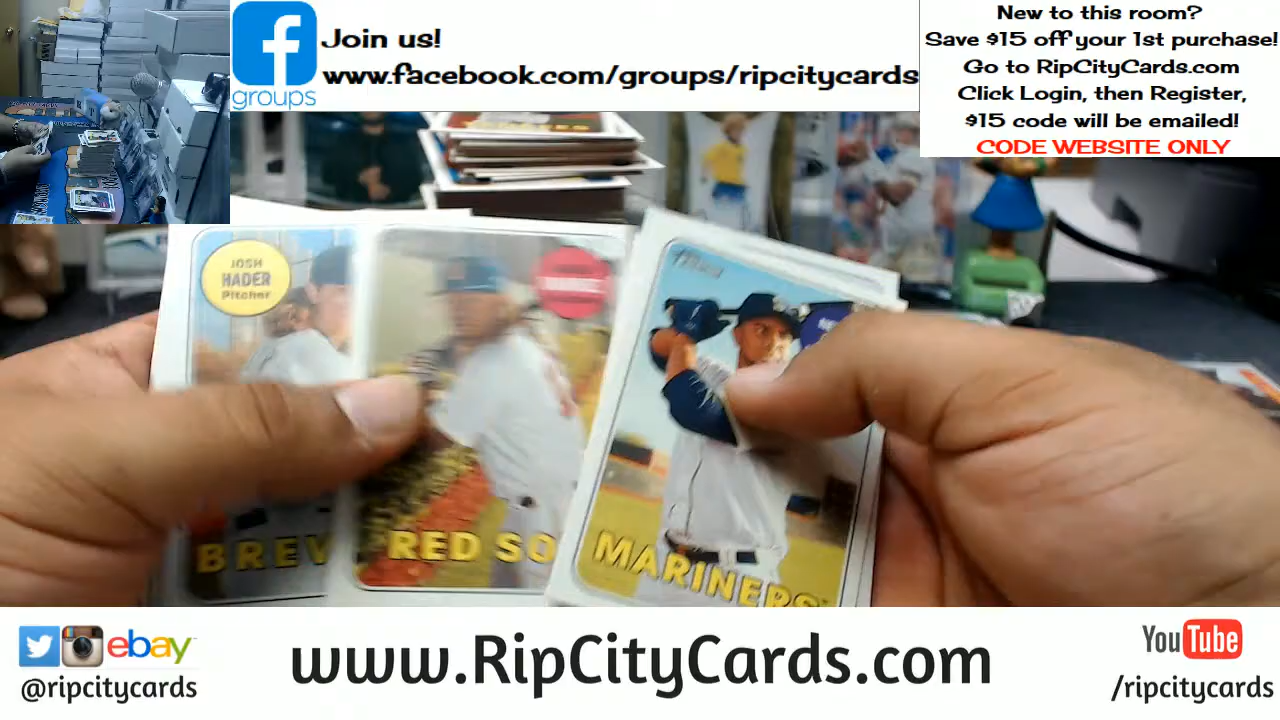 Join us!
www.facebook.com/groups/ripcitycards
groups
New to this room?
Save $15 off your 1st purchase!
Go to RipCityCards.com
Click Login, then Register,
$15 code will be emailed!
CODE WEBSITE ONLY
JOSH
HADER
Pitcher
BREW
RED SO
MARINERS
ebay
@ripcitycards
www.RipCityCards.com
YouTube
/ripcitycards